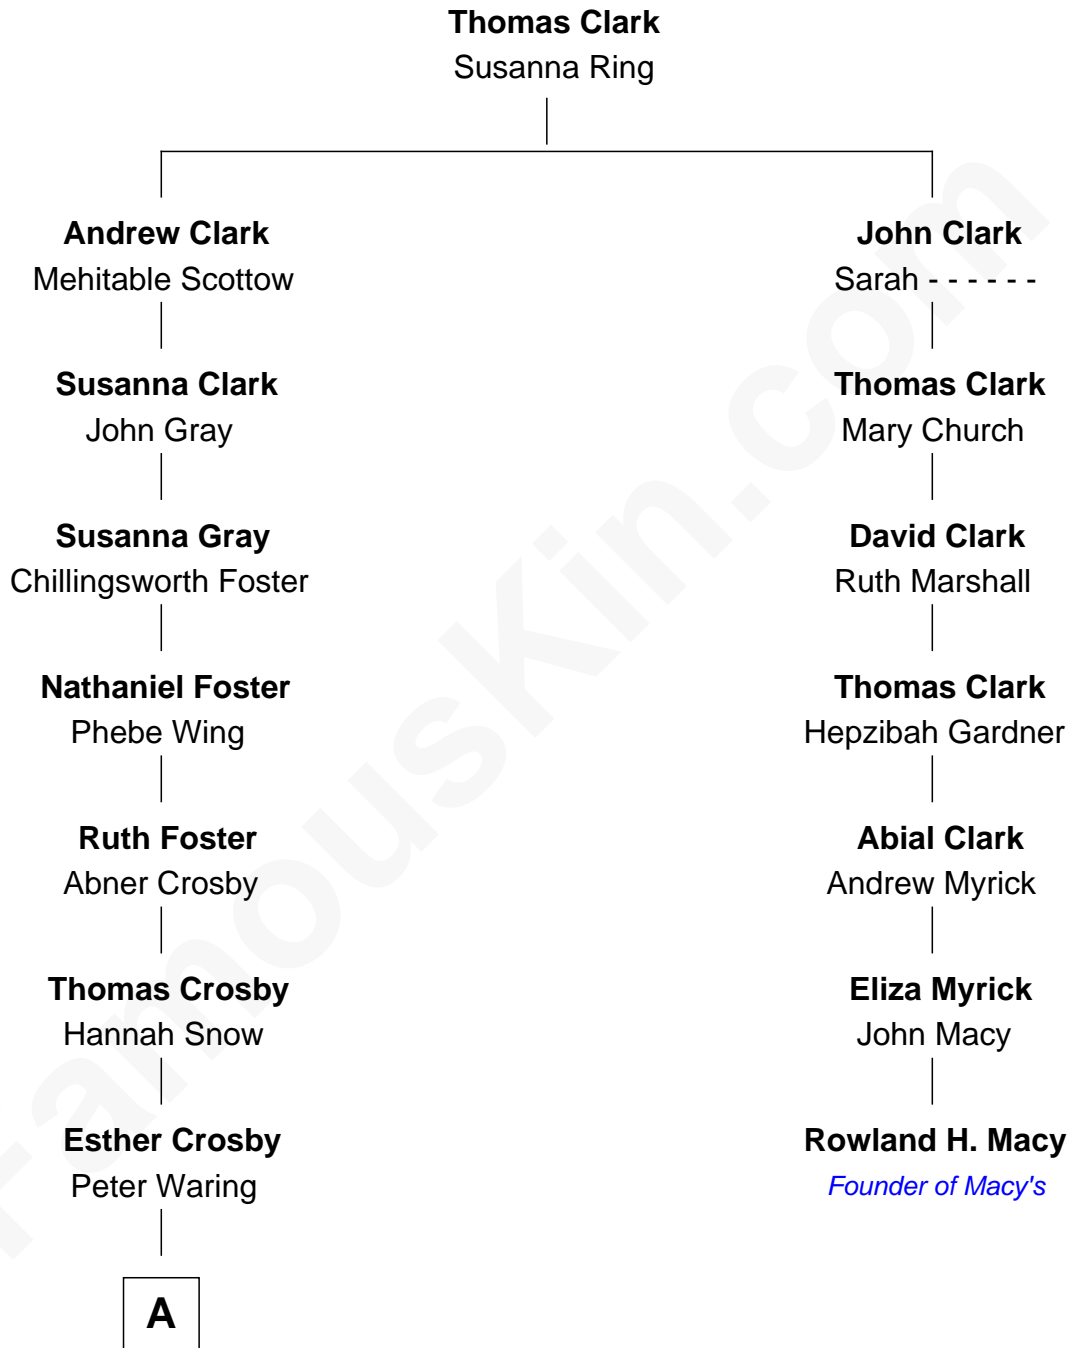 Thomas Clark
Susanna Ring
Andrew Clark
Mehitable Scottow
John Clark
Sarah - - - - - -
Susanna Clark
John Gray
Thomas Clark
Mary Church
Susanna Gray
Chillingsworth Foster
David Clark
Ruth Marshall
Nathaniel Foster
Phebe Wing
Thomas Clark
Hepzibah Gardner
Ruth Foster
Abner Crosby
Abial Clark
Andrew Myrick
Thomas Crosby
Hannah Snow
Eliza Myrick
John Macy
Esther Crosby
Peter Waring
Rowland H. Macy
Founder of Macy's
A
FamousKin.com